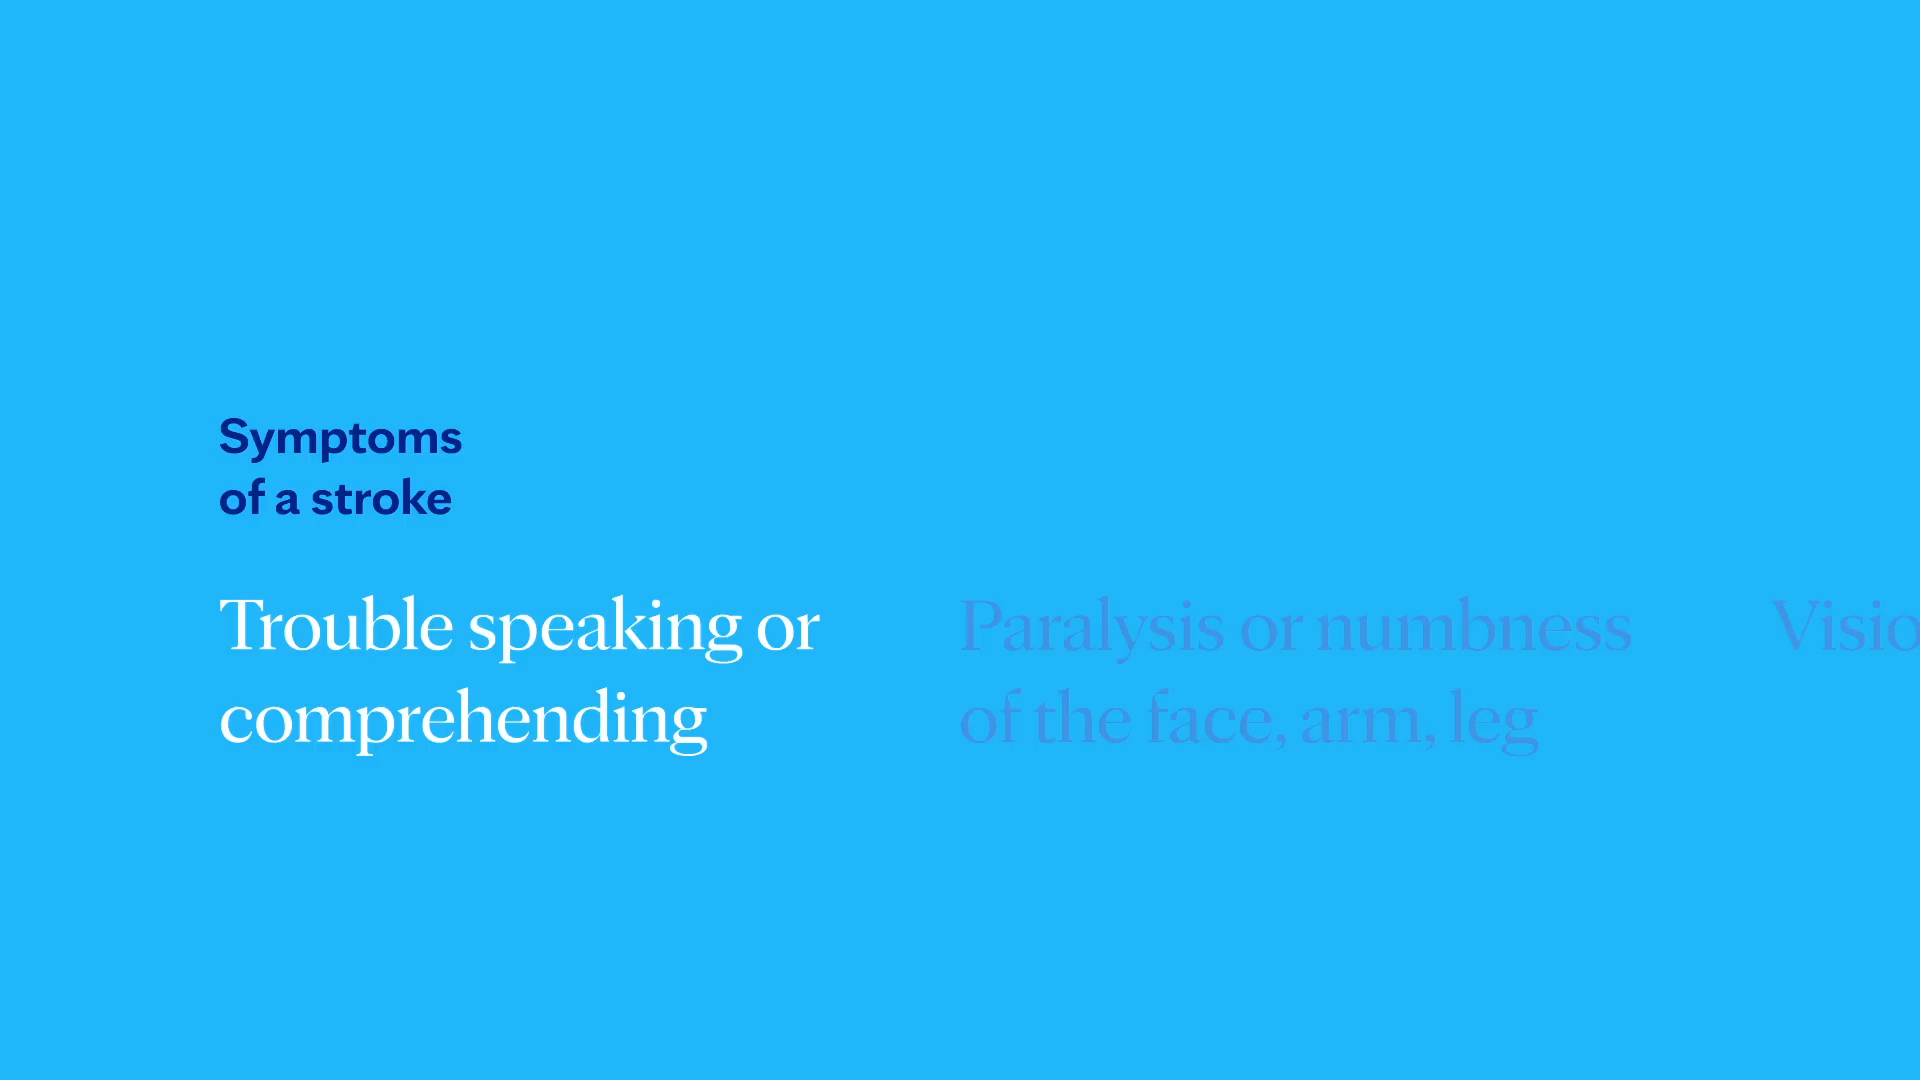 Symptoms
of a stroke
Trouble speaking or
comprehending
Paralysis or numbness
of the face, arm, leg